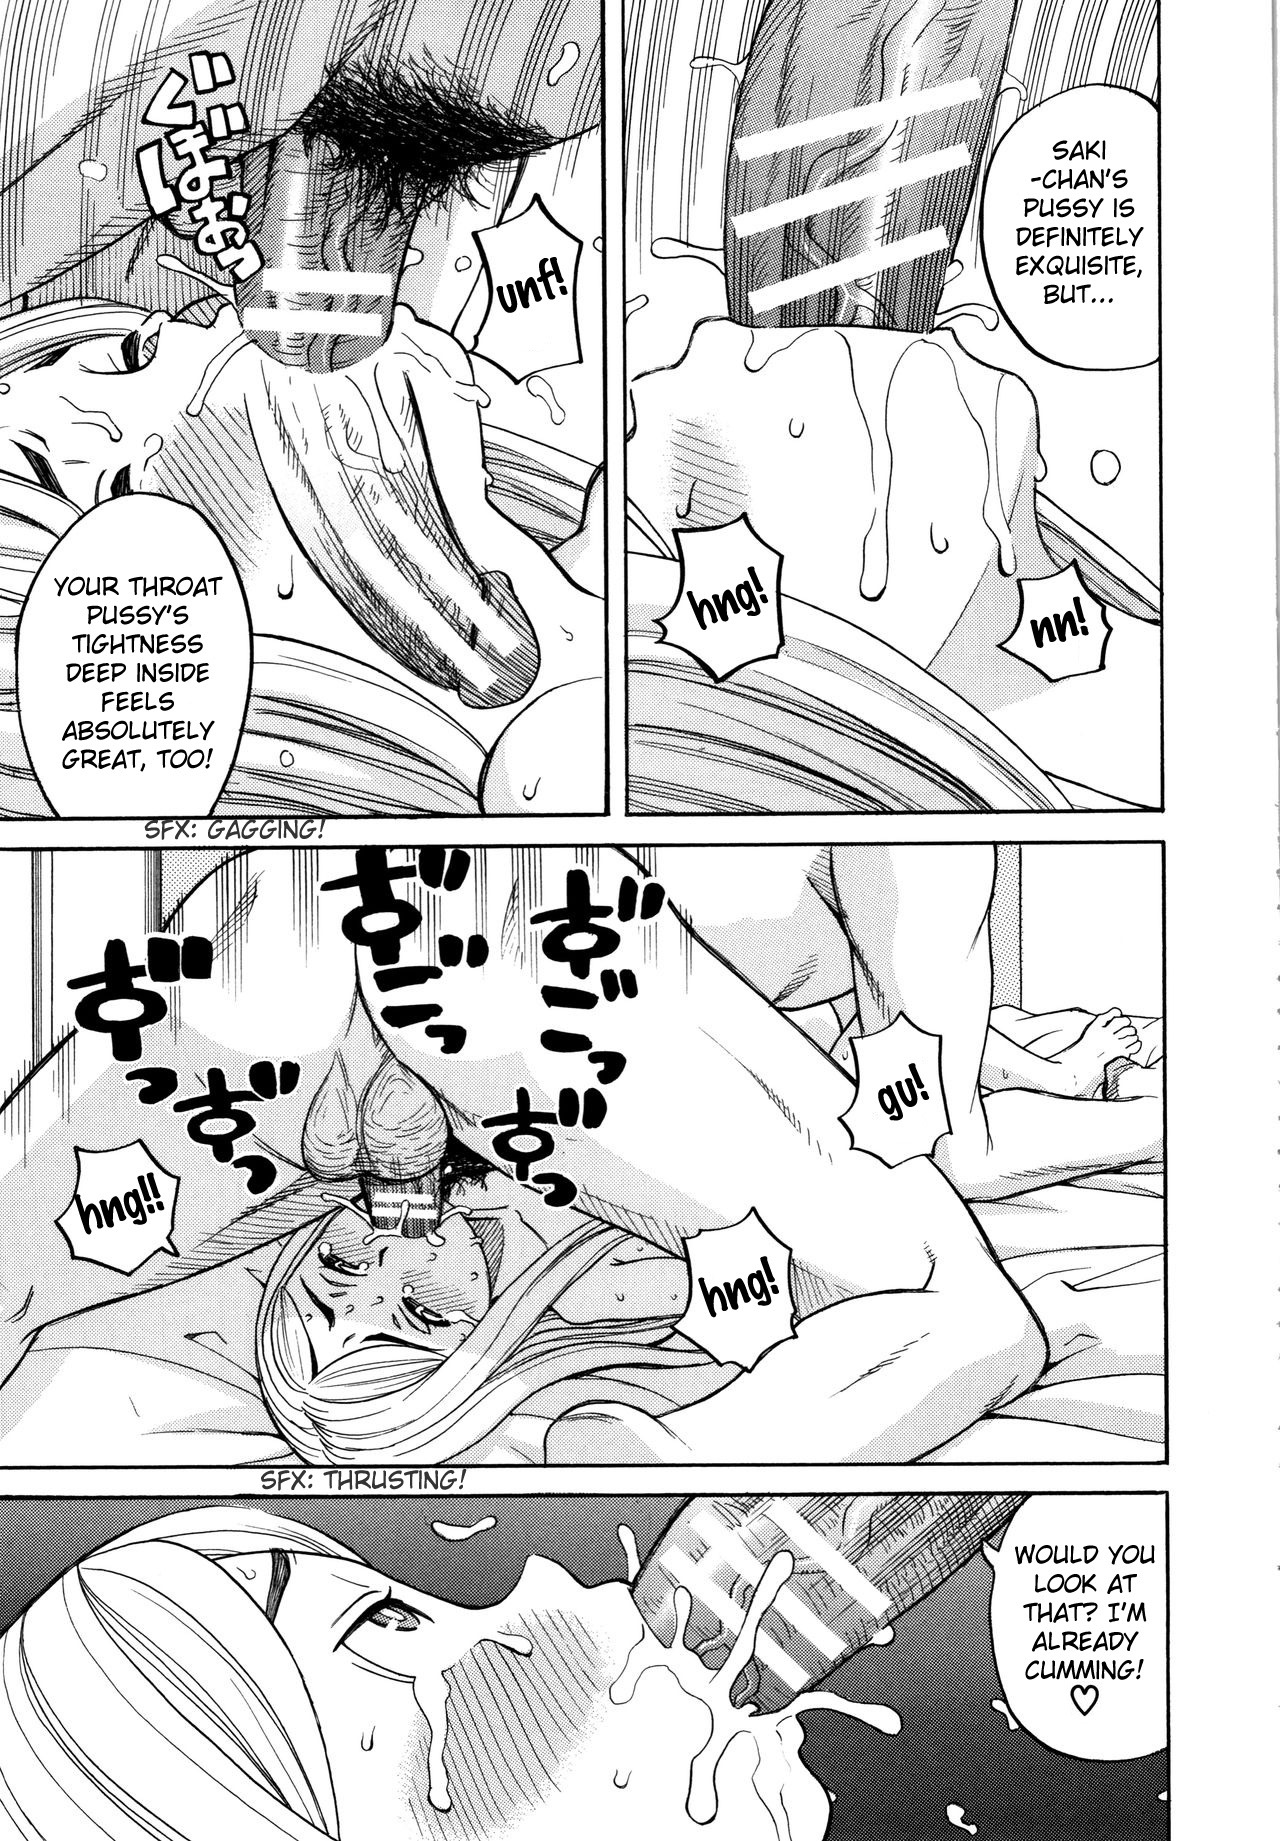 SAKI
-CHAN'S
PUSSY IS
DEFINITELY
EXQUISITE,
BUT...
hng!
nn!
ぐぼおっ
unf!
YOUR THROAT
PUSSY'S
TIGHTNESS
DEEP INSIDE
FEELS
ABSOLUTELY
GREAT, TOO!
SFX: GAGGING!
ずごっ
ずごっ
ずっ
ずっ
ずっ
gu!
hng!
hng!!
SFX: THRUSTING!
WOULD YOU
LOOK AT
THAT? I'M
ALREADY
CUMMING!
♡